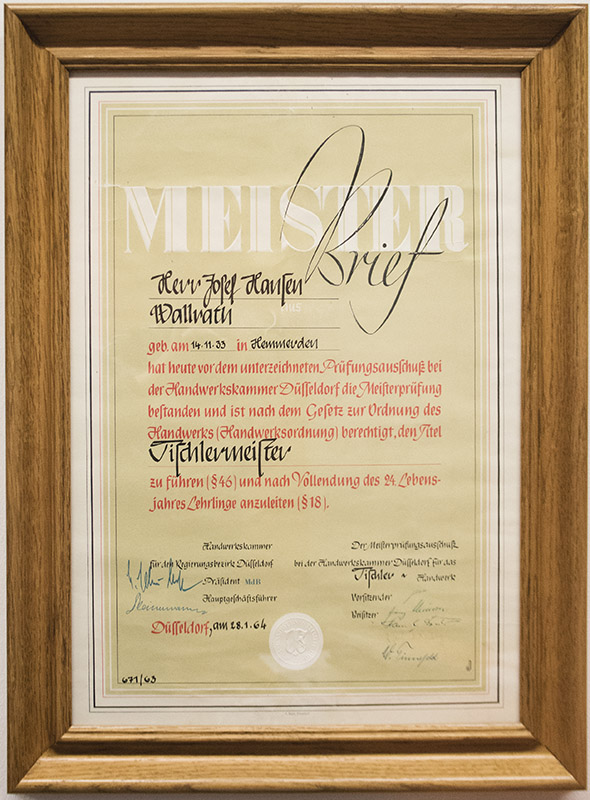 MEISTER
Brief
Herr Josef Hansen
aus
Wallrath
geb. am 14.11.33 in Hemmerden
hat heute vor dem unterzeichneten Prüfungsausschuß bei
der Handwerkskammer Düsseldorf die Meisterprüfung
bestanden und ist nach dem Gesetz zur Ordnung des
Handwerks (Handwerksordnung) berechtigt, den Titel
Tischlermeister
zu führen (§46) und nach Vollendung des 24. Lebens-
jahres Lehrlinge anzuleiten (§18).
Handwerkskammer
für den Regierungsbezirk Düsseldorf
Präsident MdB
Hauptgeschäftsführer
Der Meisterprüfungsausschuß
bei der Handwerkskammer Düsseldorf für das
Tischler - Handwerk
Vorsitzender
Beisitzer
Düsseldorf, am 28.1.64
671/63